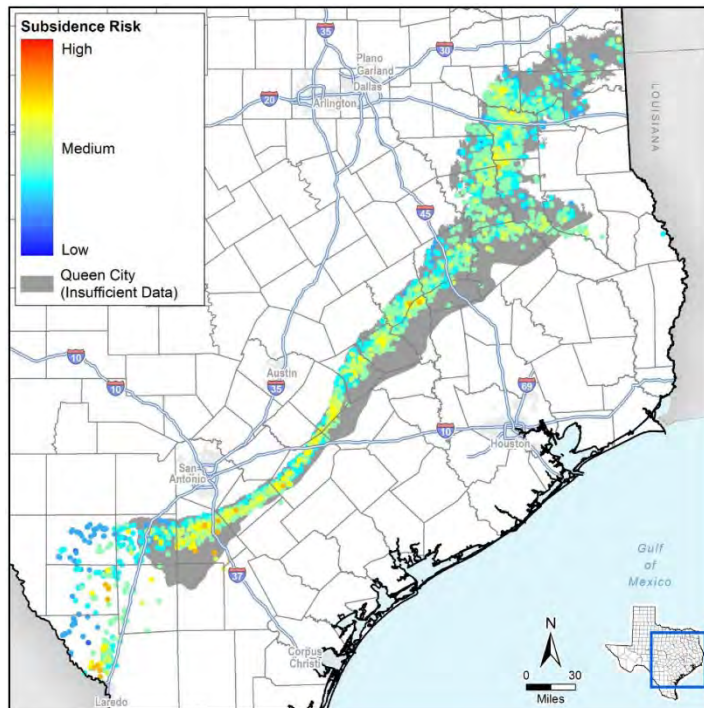 Subsidence Risk
High
Medium
Low
Queen City
(Insufficient Data)
35
Plano
Garland
Dallas
30
20
Arlington
LOUISIANA
45
10
10
Austin
35
69
10
Houston
San
Antonio
37
Gulf
of
Mexico
Corpus
Christi
N
0 30
Miles
Laredo